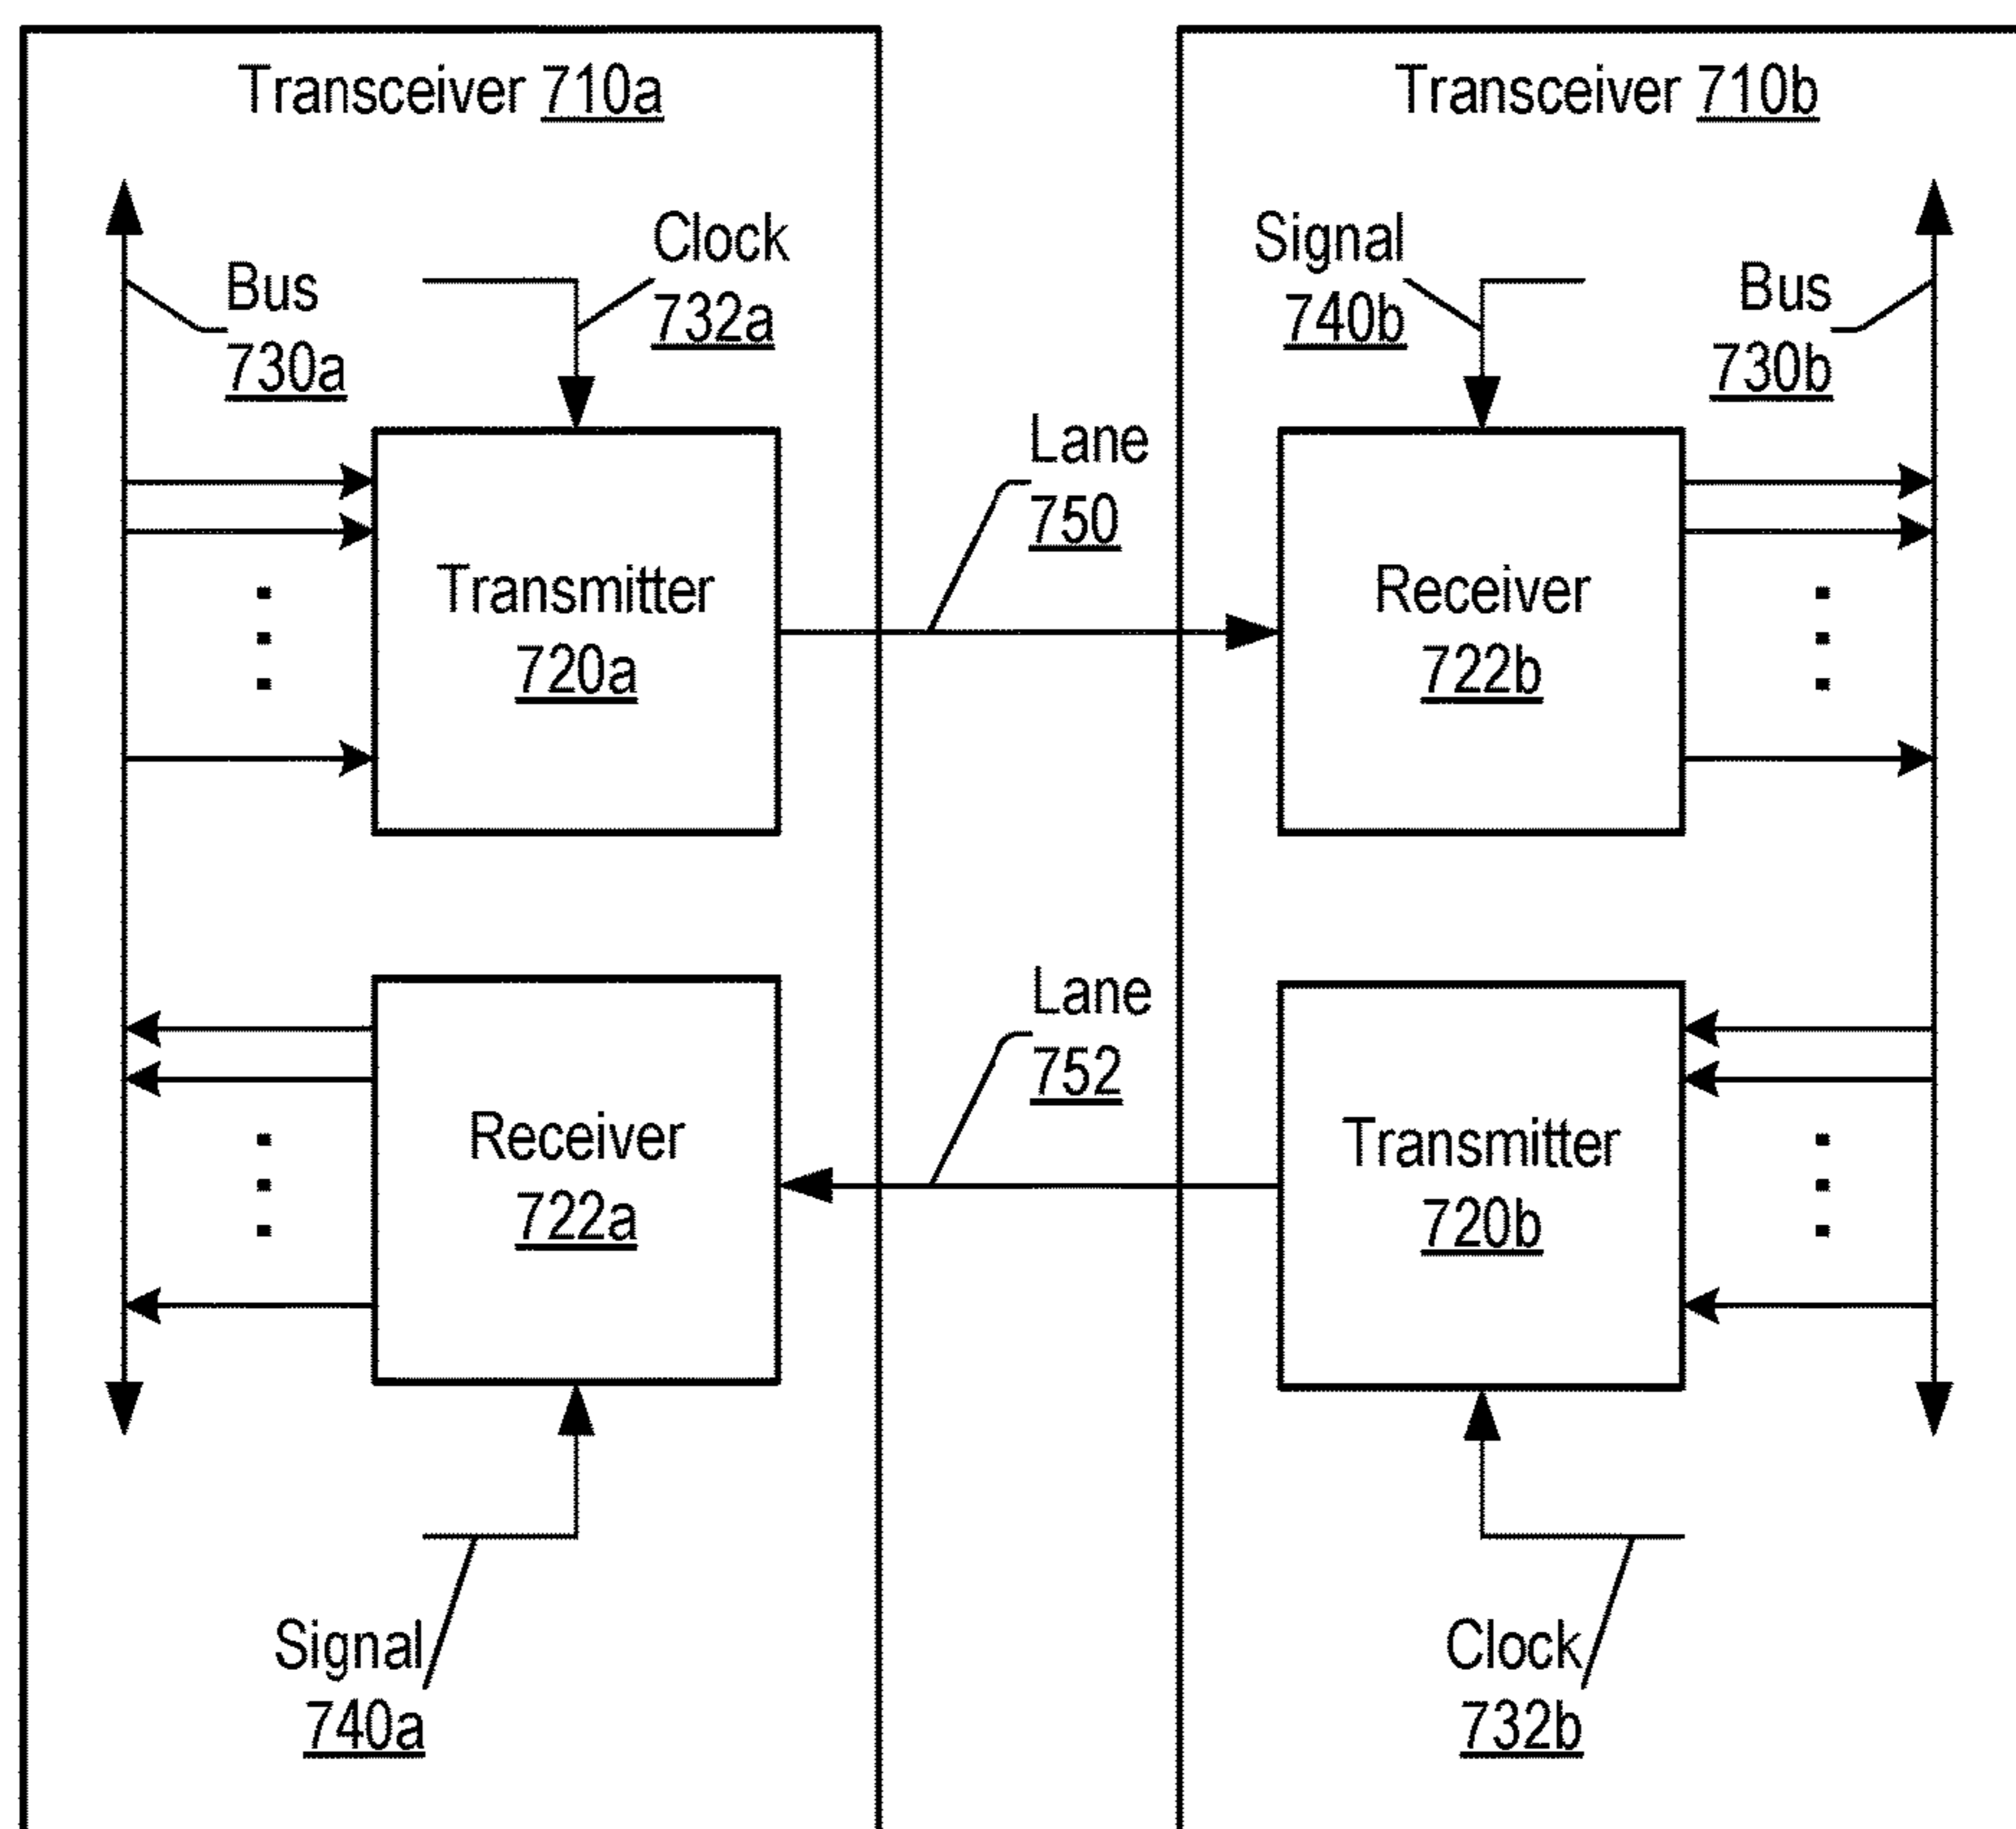 Transceiver 710a
Transceiver 710b
Bus
730a
Clock
732a
Signal
740b
Bus
730b
Lane
750
Transmitter
720a
Receiver
722b
Lane
752
Receiver
722a
Transmitter
720b
Signal
740a
Clock
732b